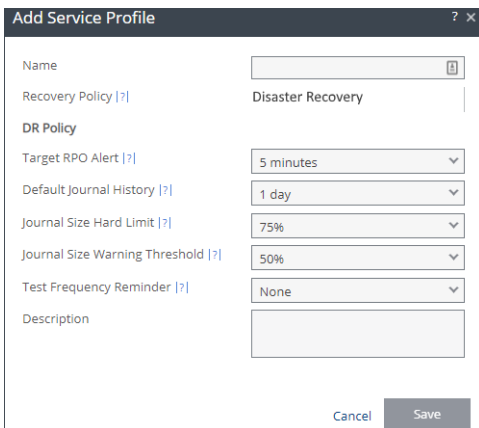 Add Service Profile ? ×
Name
Recovery Policy |?| Disaster Recovery
DR Policy
Target RPO Alert |?| 5 minutes
Default Journal History |?| 1 day
Journal Size Hard Limit |?| 75%
Journal Size Warning Threshold |?| 50%
Test Frequency Reminder |?| None
Description
Cancel Save